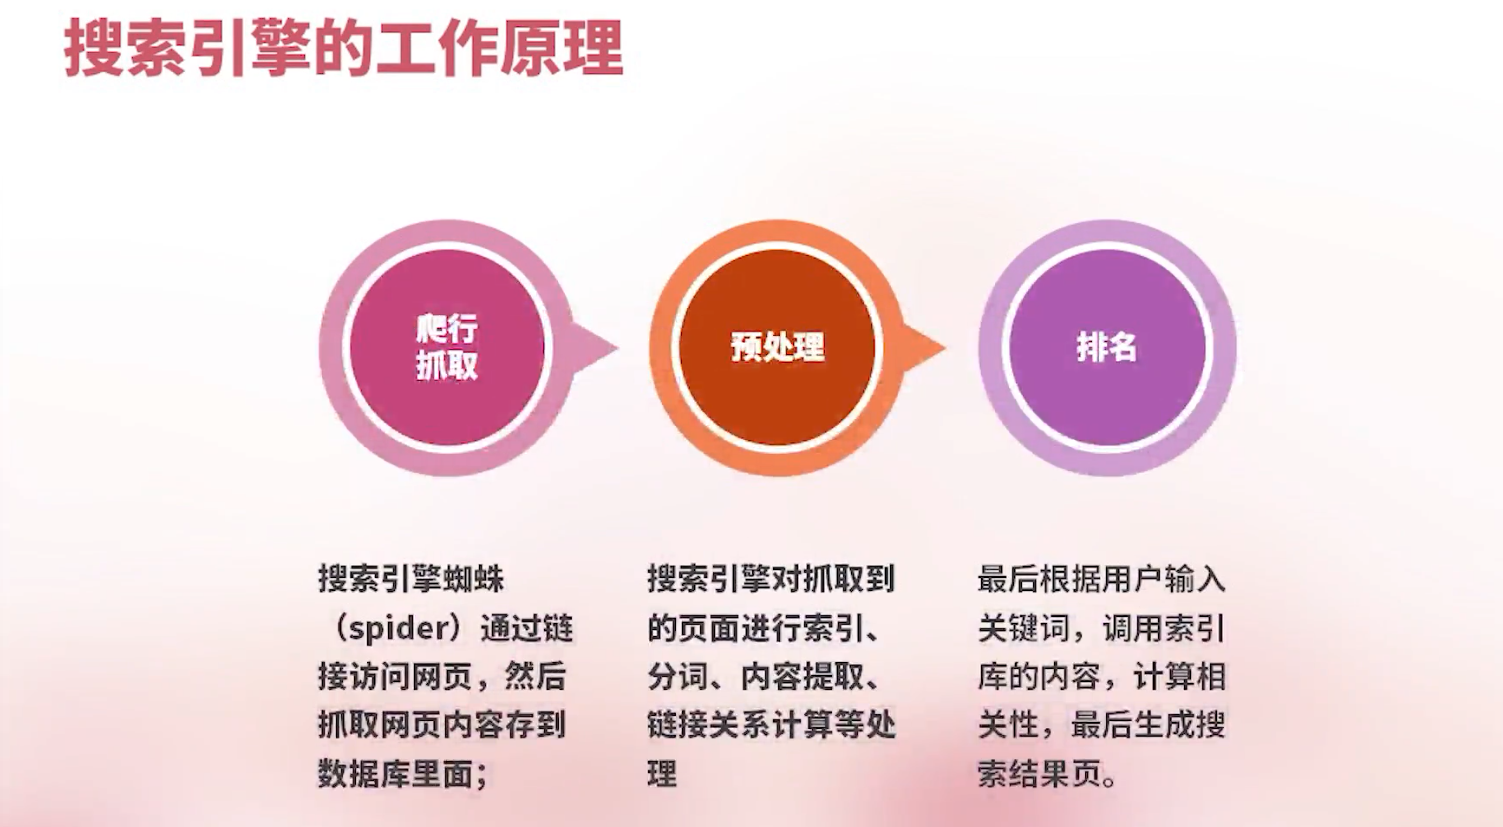 搜索引擎的工作原理
爬行
抓取
预处理
排名
搜索引擎蜘蛛
（spider）通过链
接访问网页，然后
抓取网页内容存到
数据库里面；
搜索引擎对抓取到
的页面进行索引、
分词、内容提取、
链接关系计算等处
理
最后根据用户输入
关键词，调用索引
库的内容，计算相
关性，最后生成搜
索结果页。